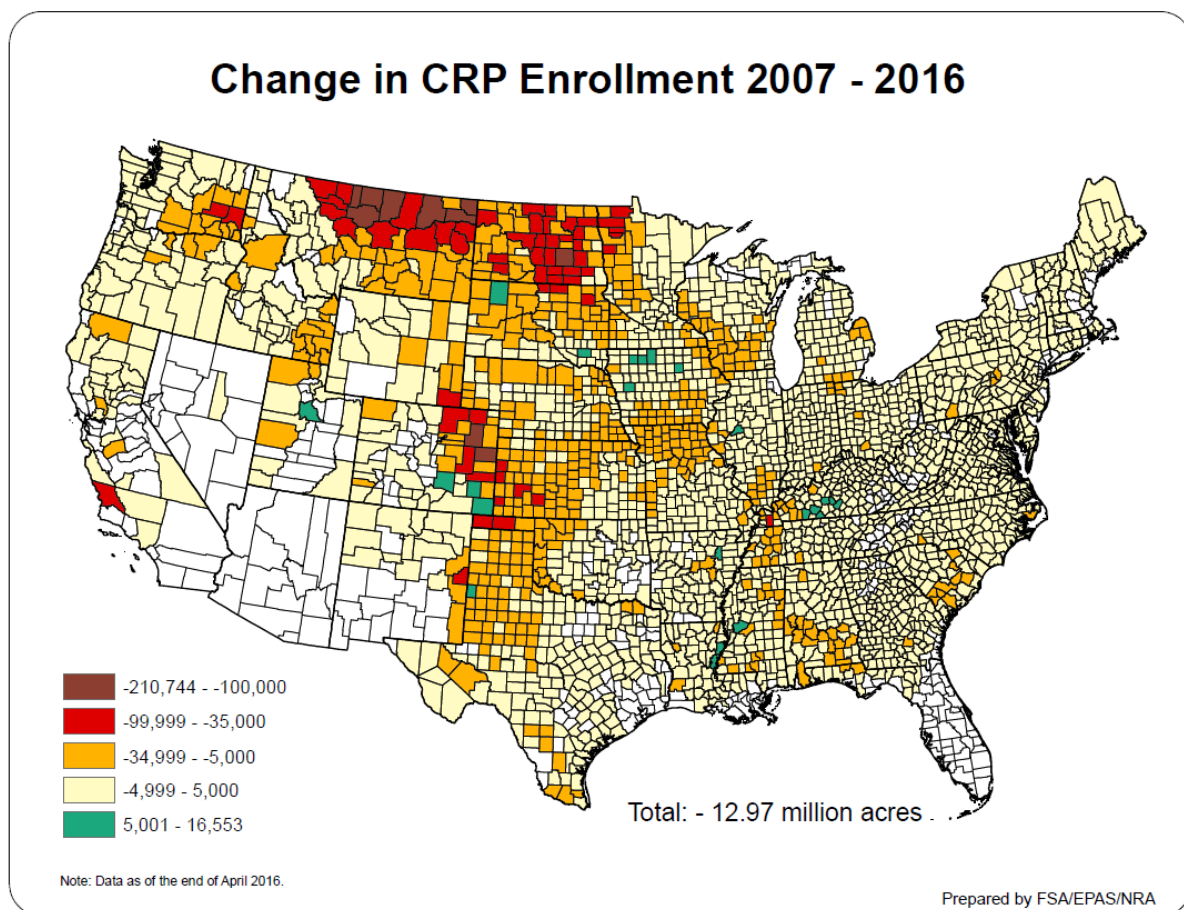 Change in CRP Enrollment 2007 - 2016
-210,744 - -100,000
-99,999 - -35,000
-34,999 - -5,000
-4,999 - 5,000
5,001 - 16,553
Total: - 12.97 million acres
Note: Data as of the end of April 2016.
Prepared by FSA/EPAS/NRA